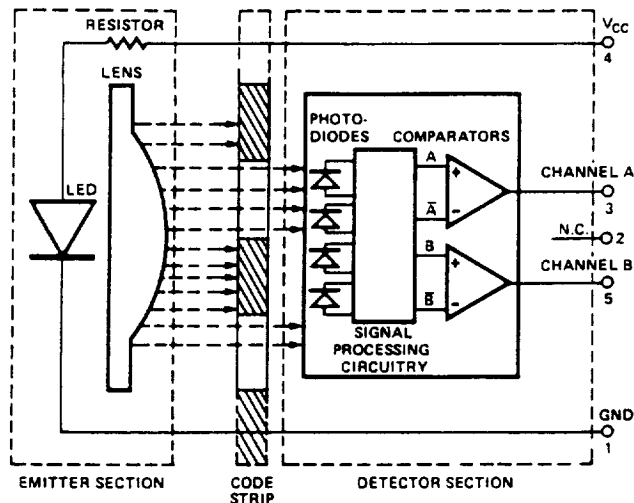 RESISTOR
VCC
4
LENS
PHOTO-
DIODES
COMPARATORS
LED
A
+
CHANNEL A
3
A̅
−
N.C.
2
B
+
CHANNEL B
5
B̅
−
SIGNAL
PROCESSING
CIRCUITRY
GND
1
EMITTER SECTION
CODE
STRIP
DETECTOR SECTION